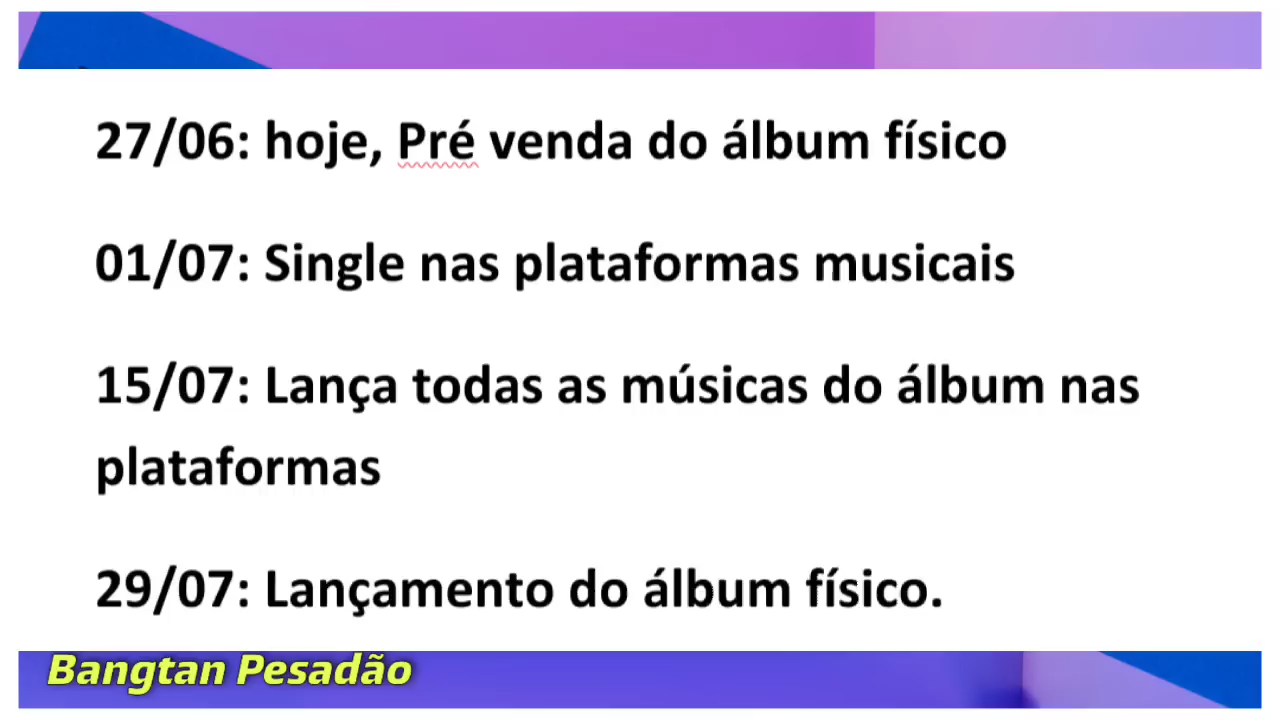 27/06: hoje, Pré venda do álbum físico
01/07: Single nas plataformas musicais
15/07: Lança todas as músicas do álbum nas
plataformas
29/07: Lançamento do álbum físico.
Bangtan Pesadão